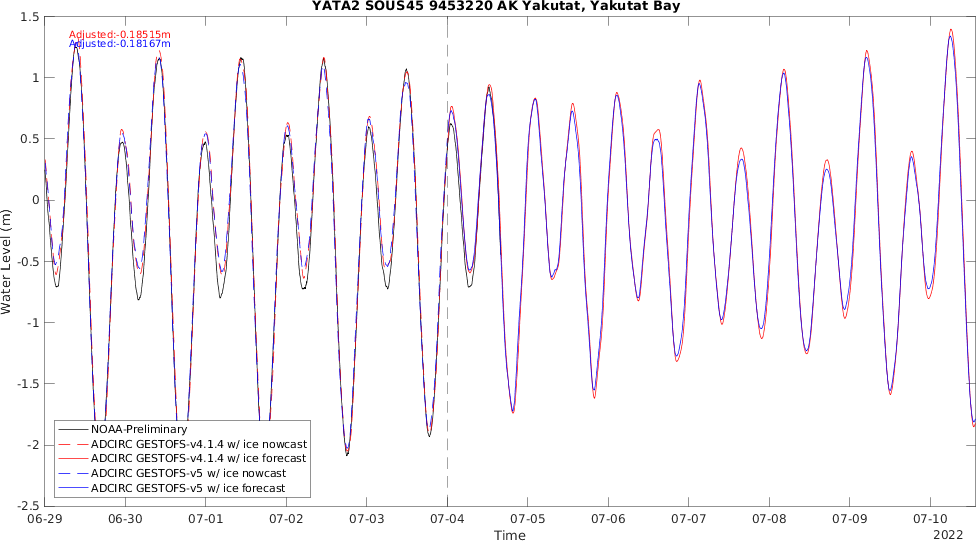 YATA2 SOUS45 9453220 AK Yakutat, Yakutat Bay
Adjusted:-0.18515m
Adjusted:-0.18167m
1.5
1
0.5
0
-0.5
-1
-1.5
-2
-2.5
Water Level (m)
NOAA-Preliminary
ADCIRC GESTOFS-v4.1.4 w/ ice nowcast
ADCIRC GESTOFS-v4.1.4 w/ ice forecast
ADCIRC GESTOFS-v5 w/ ice nowcast
ADCIRC GESTOFS-v5 w/ ice forecast
06-29 06-30 07-01 07-02 07-03 07-04 07-05 07-06 07-07 07-08 07-09 07-10
Time
2022